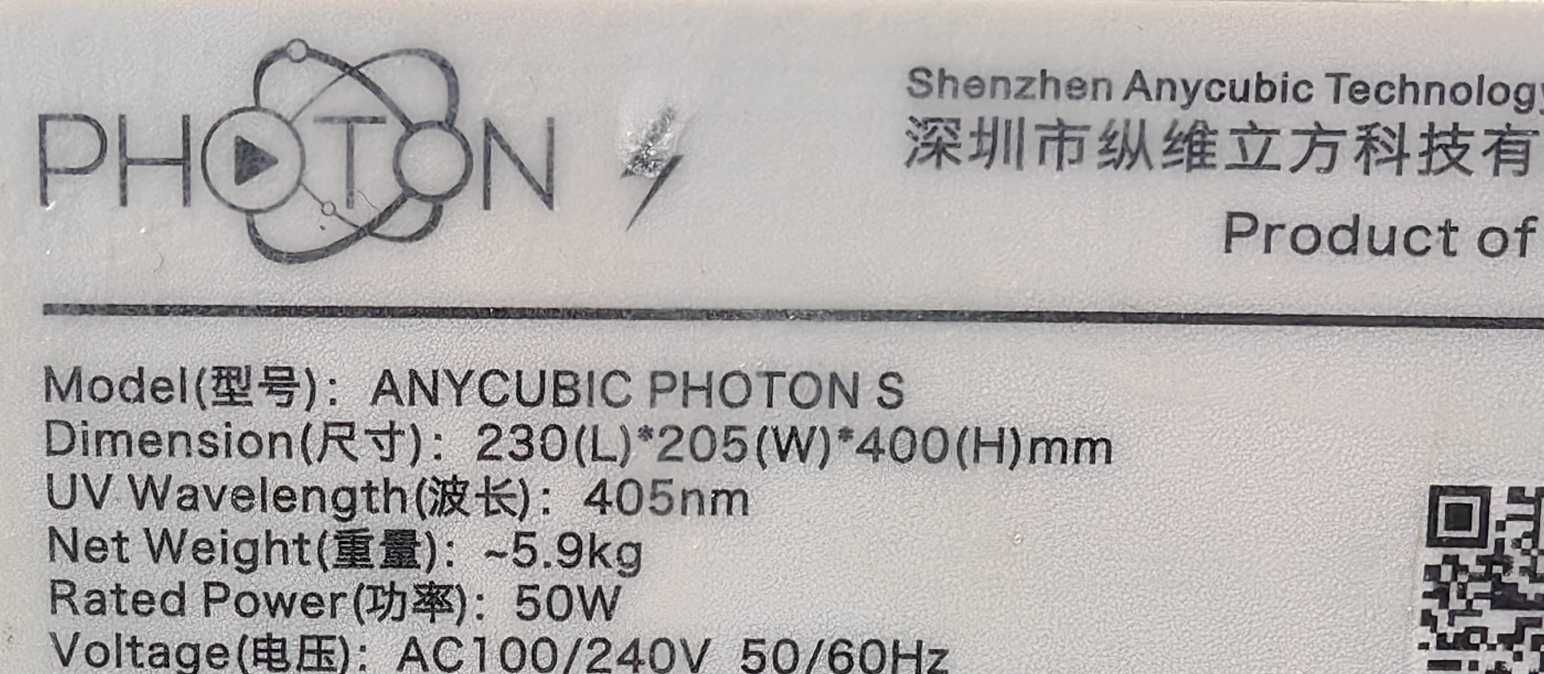 PHOTON
Shenzhen Anycubic Technology
深圳市纵维立方科技有
Product of
Model(型号): ANYCUBIC PHOTON S
Dimension(尺寸): 230(L)*205(W)*400(H)mm
UV Wavelength(波长): 405nm
Net Weight(重量): ~5.9kg
Rated Power(功率): 50W
Voltage(电压): AC100/240V 50/60Hz